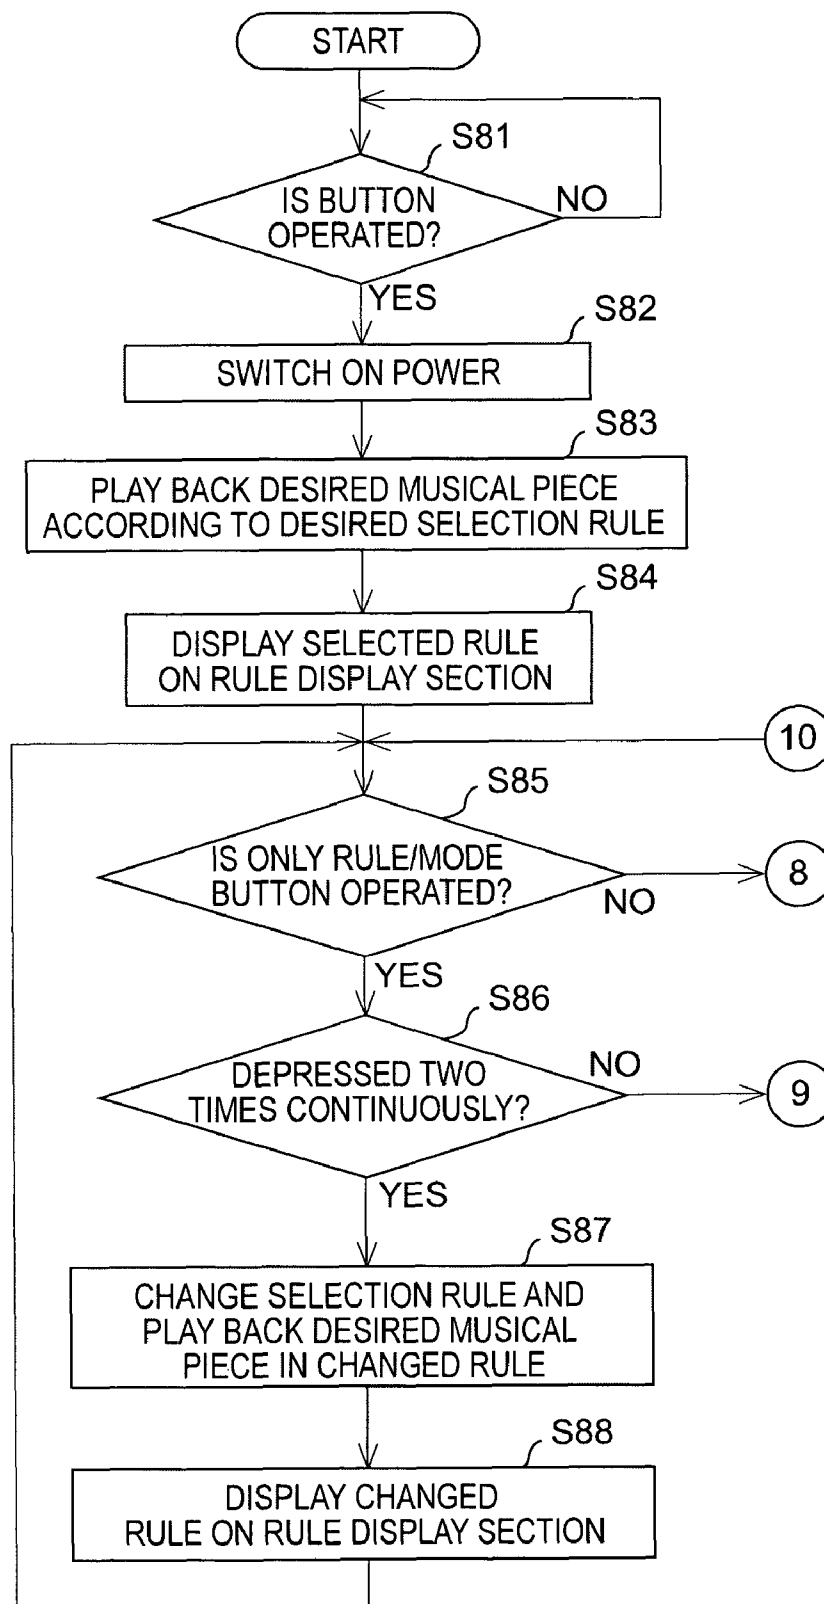 START
S81
IS BUTTON
OPERATED?
NO
YES
S82
SWITCH ON POWER
S83
PLAY BACK DESIRED MUSICAL PIECE
ACCORDING TO DESIRED SELECTION RULE
S84
DISPLAY SELECTED RULE
ON RULE DISPLAY SECTION
10
S85
IS ONLY RULE/MODE
BUTTON OPERATED?
8
NO
YES
S86
NO
DEPRESSED TWO
TIMES CONTINUOUSLY?
9
YES
S87
CHANGE SELECTION RULE AND
PLAY BACK DESIRED MUSICAL
PIECE IN CHANGED RULE
S88
DISPLAY CHANGED
RULE ON RULE DISPLAY SECTION